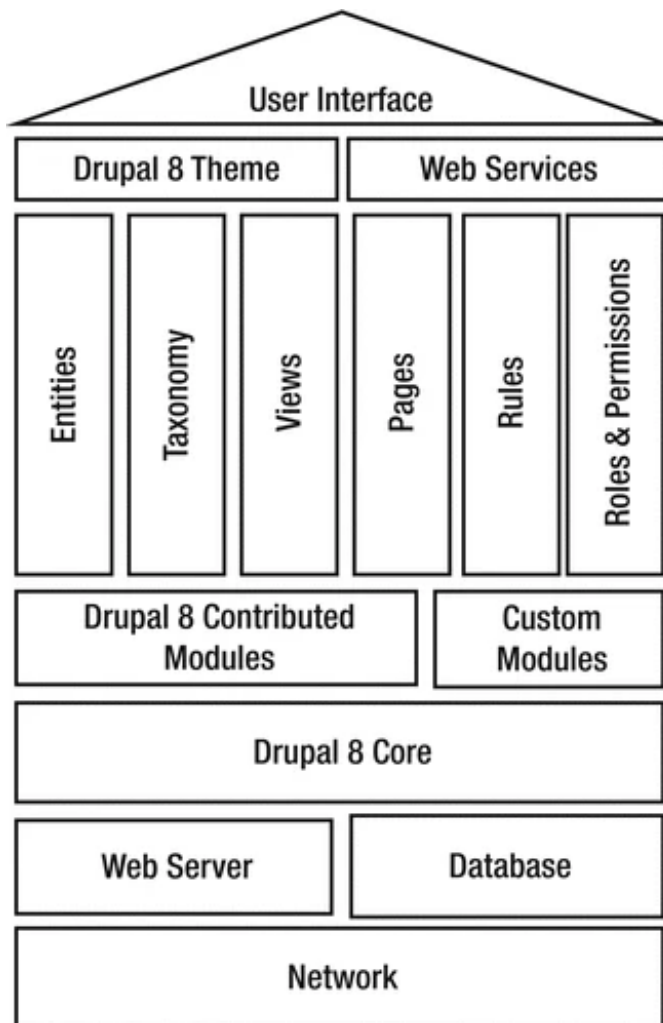 User Interface
Drupal 8 Theme
Web Services
Entities
Taxonomy
Views
Pages
Rules
Roles & Permissions
Drupal 8 Contributed
Modules
Custom
Modules
Drupal 8 Core
Web Server
Database
Network